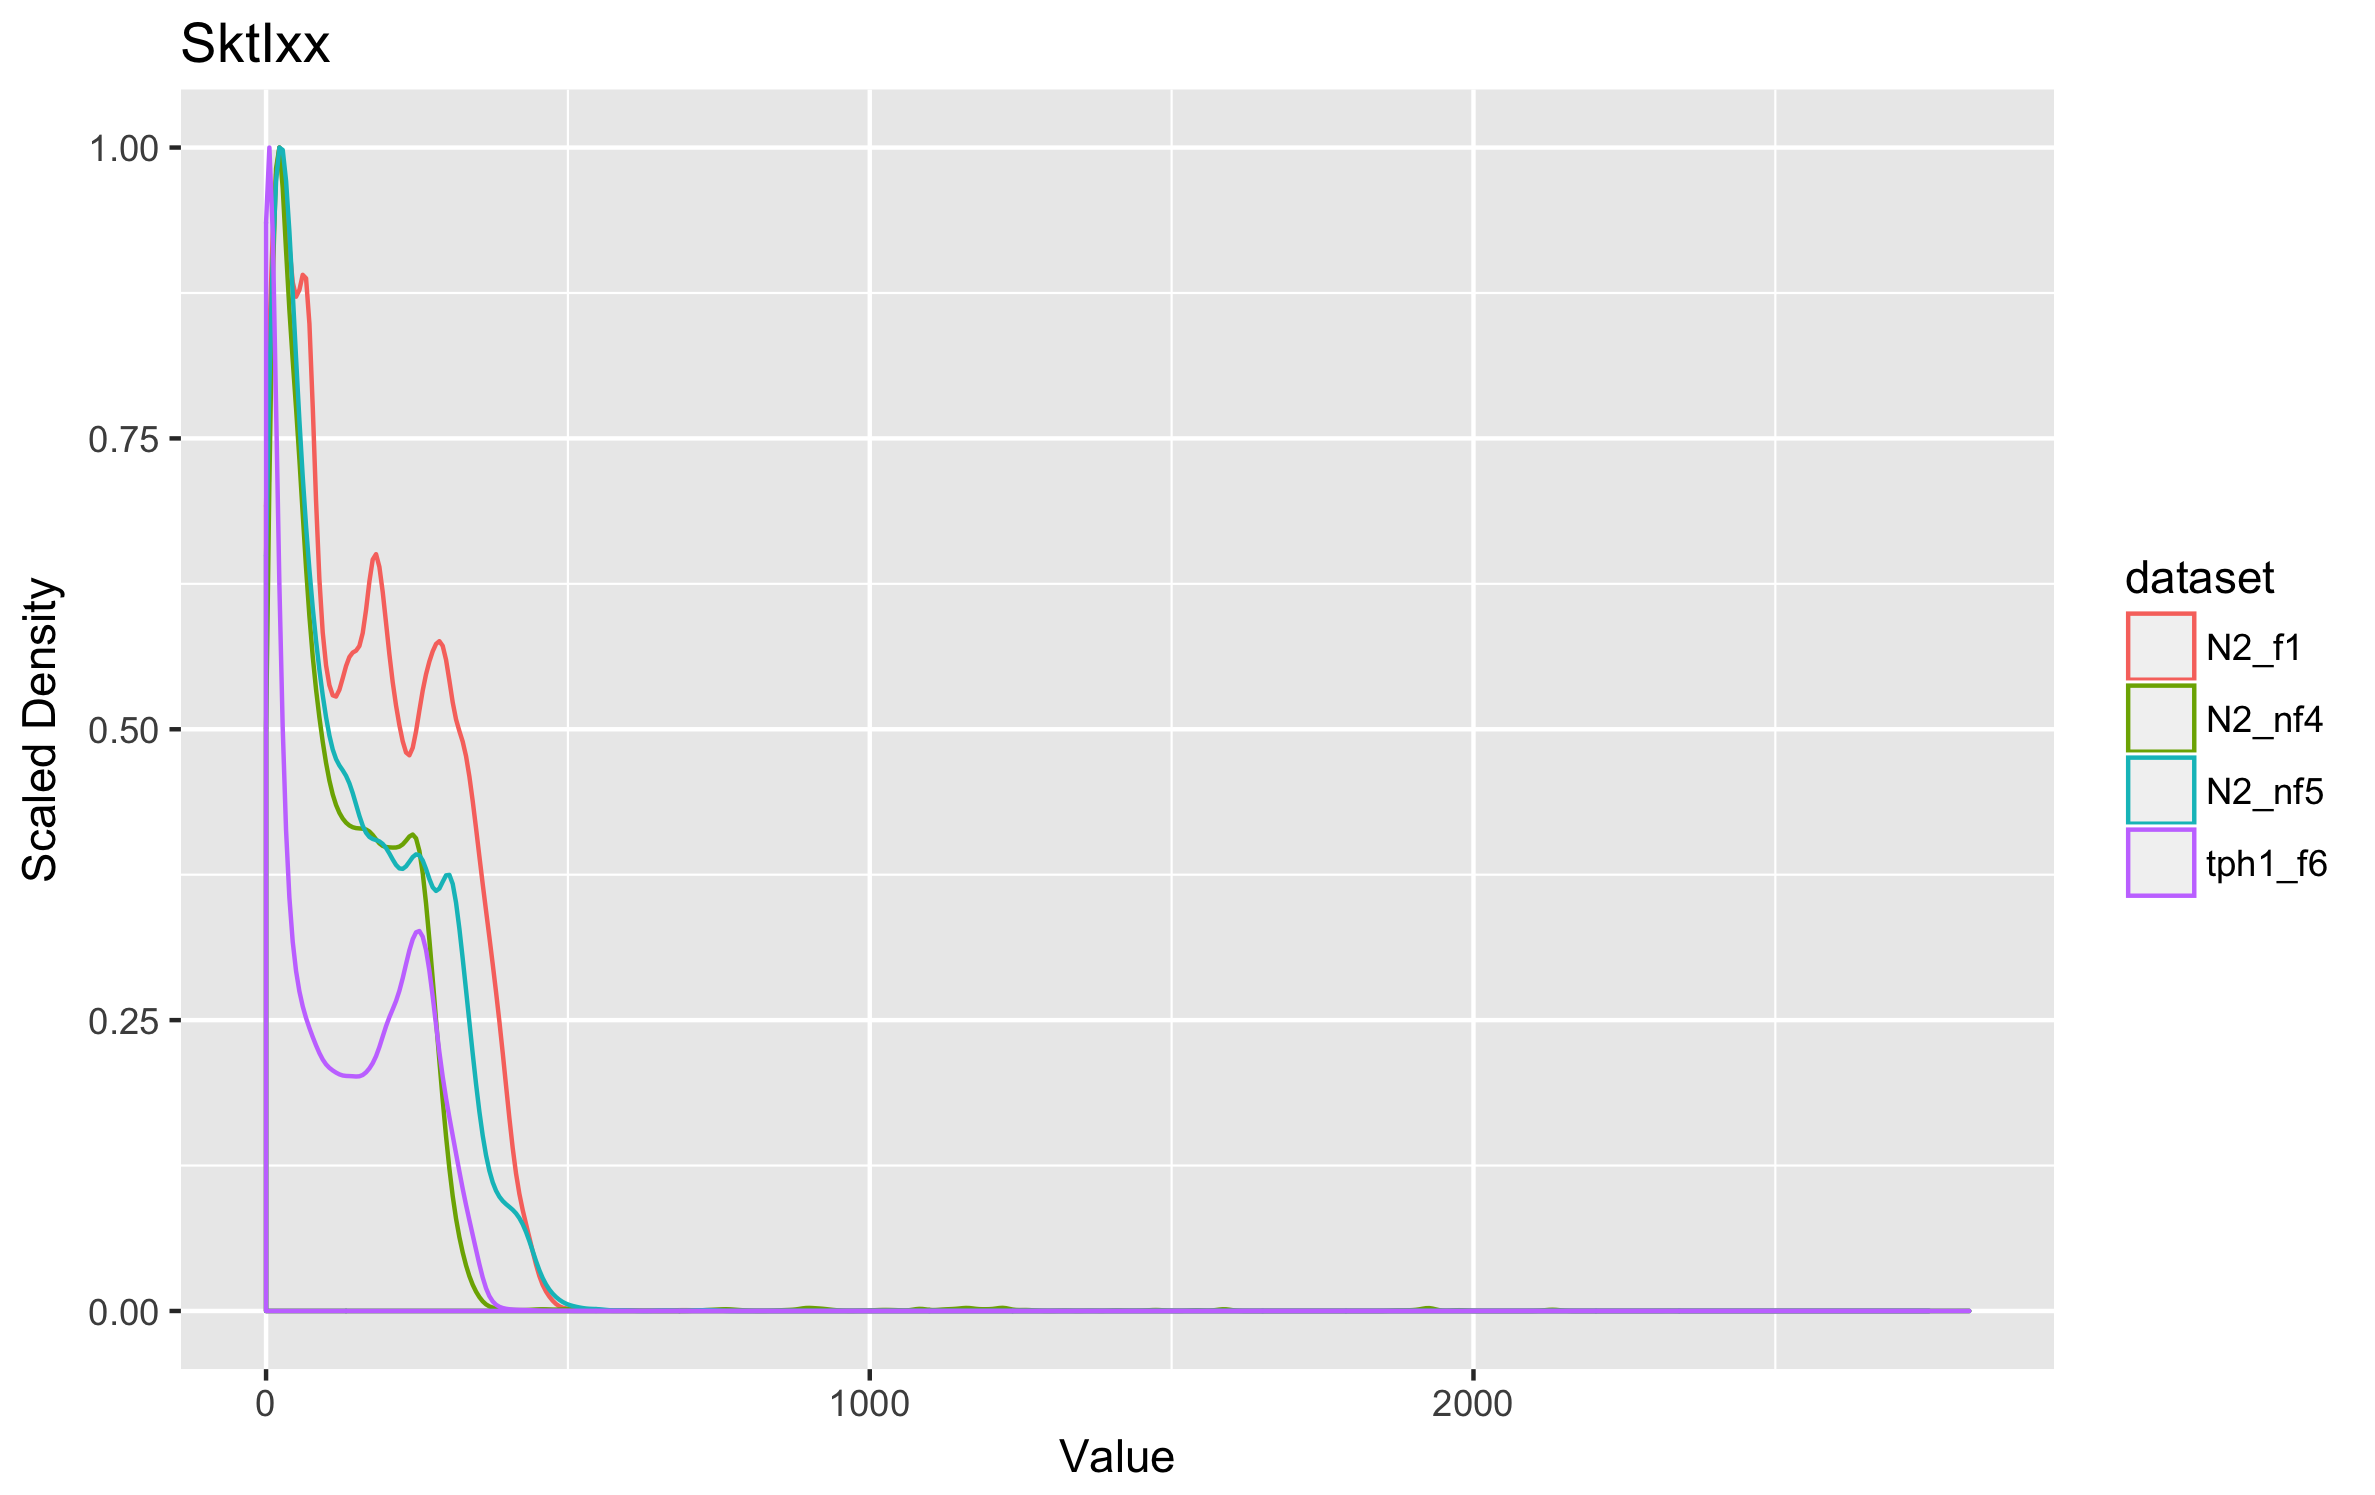 Sktlxx
1.00
0.75
0.50
0.25
0.00
Scaled Density
0
1000
2000
Value
dataset
N2_f1
N2_nf4
N2_nf5
tph1_f6